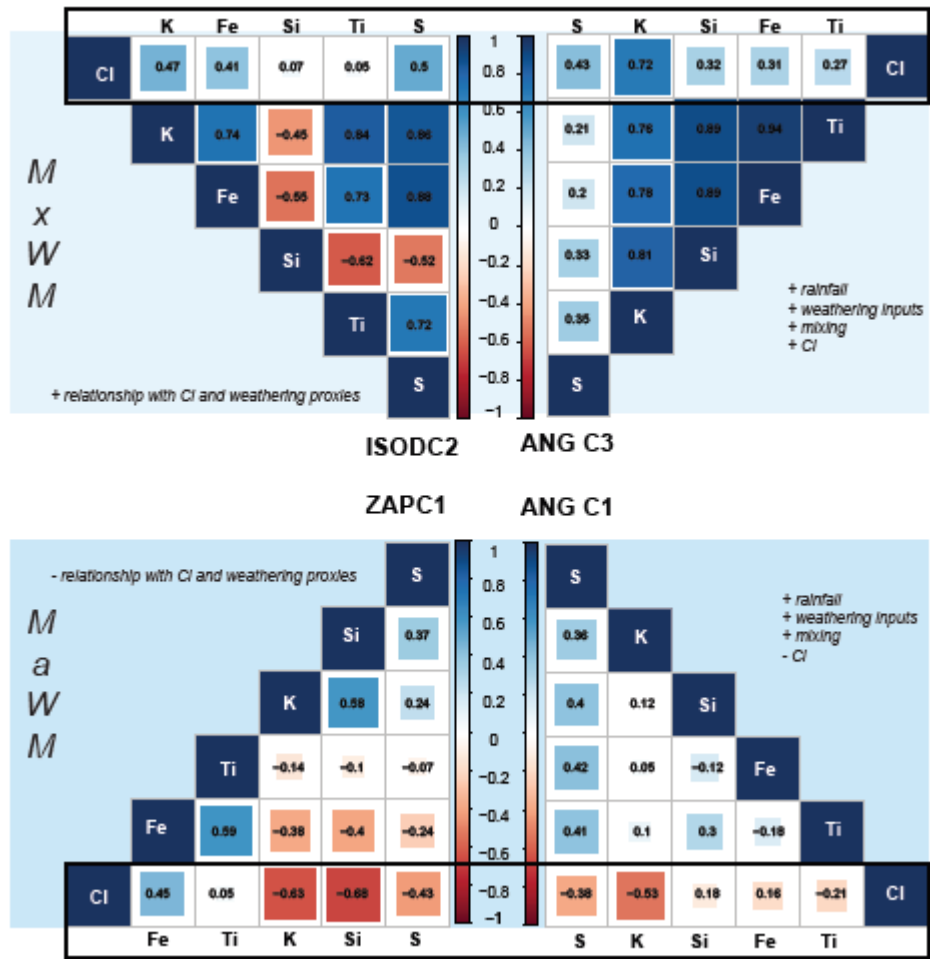 K Fe Si Ti S S K Si Fe Ti
Cl 0.47 0.41 0.07 0.05 0.5 1 0.8 0.43 0.72 0.32 0.31 0.27 Cl
K 0.74 −0.45 0.84 0.86 0.6 0.4 0.21 0.76 0.89 0.94 Ti
Fe −0.55 0.73 0.88 0.2 0 0.2 0.78 0.89 Fe
Si −0.62 −0.52 −0.2 0.33 0.81 Si
Ti 0.72 −0.4 −0.6 0.35 K
S −0.8 −1 S
M
x
W
M
+ rainfall
+ weathering inputs
+ mixing
+ Cl
+ relationship with Cl and weathering proxies
ISODC2 ANG C3
ZAPC1 ANG C1
- relationship with Cl and weathering proxies
+ rainfall
+ weathering inputs
+ mixing
- Cl
M
a
W
M
S 1 0.8 S
Si 0.37 0.6 0.4 0.36 K
K 0.58 0.24 0.2 0.4 0.12 Si
Ti −0.14 −0.1 −0.07 0 −0.2 0.42 0.05 −0.12 Fe
Fe 0.59 −0.38 −0.4 −0.24 −0.4 −0.6 0.41 0.1 0.3 −0.18 Ti
Cl 0.45 0.05 −0.63 −0.68 −0.43 −0.8 −1 −0.38 −0.53 0.18 0.16 −0.21 Cl
Fe Ti K Si S S K Si Fe Ti